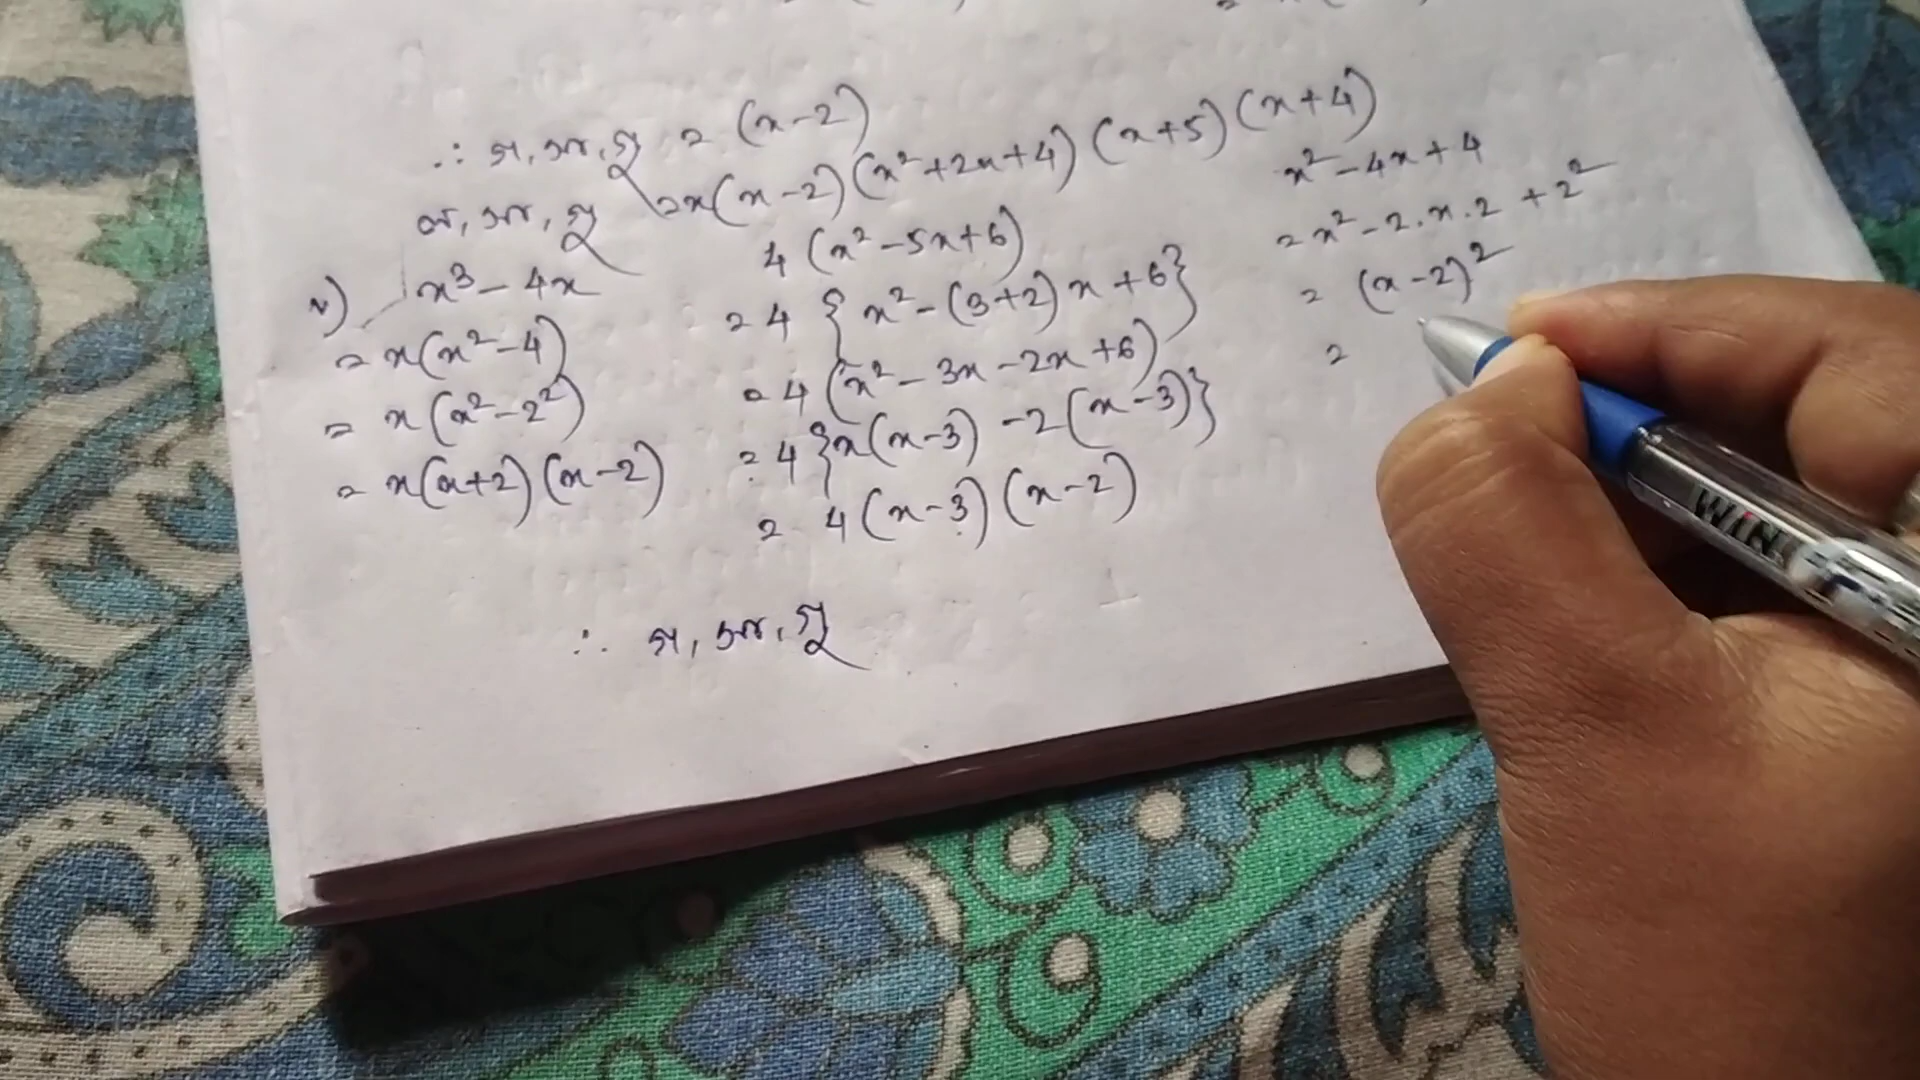 ∴ গ, সা, গু = (x-2)
ল, সা, গু = x(x-2)(x²+2x+4)(x+5)(x+4)
v) x³-4x
= x(x²-4)
= x(x²-2²)
= x(x+2)(x-2)
4(x²-5x+6)
= 4{x²-(3+2)x+6}
= 4(x²-3x-2x+6)
= 4{x(x-3)-2(x-3)}
= 4(x-3)(x-2)
x²-4x+4
= x²-2.x.2+2²
= (x-2)²
=
∴ গ, সা, গু
WIN